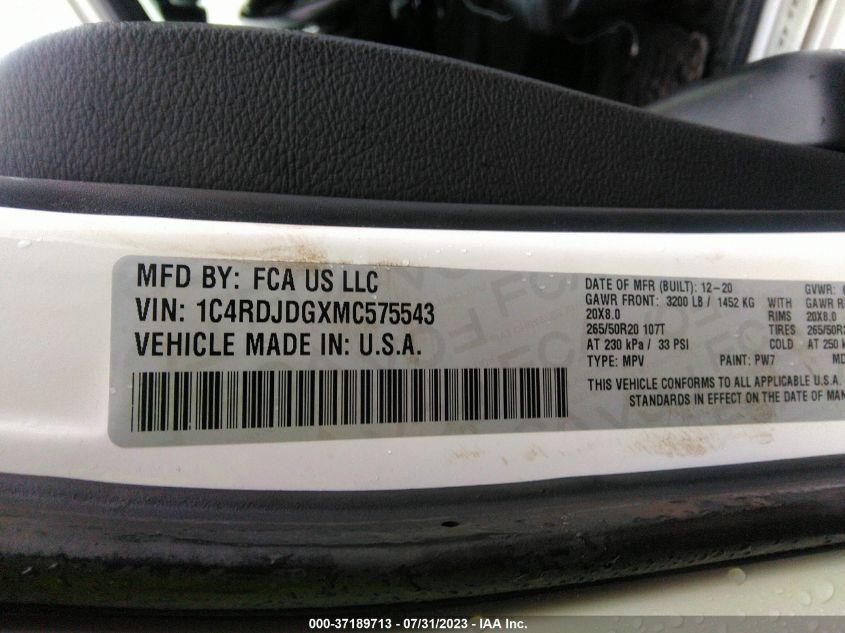 MFD BY: FCA US LLC
VIN: 1C4RDJDGXMC575543
VEHICLE MADE IN: U.S.A.
DATE OF MFR (BUILT): 12-20 GVWR:
GAWR FRONT: 3200 LB / 1452 KG WITH GAWR
20X8.0 RIMS 20X8.0
265/50R20 107T TIRES
AT 230 kPa / 33 PSI COLD AT 250
TYPE: MPV PAINT: PW7
THIS VEHICLE CONFORMS TO ALL APPLICABLE U.S.A.
STANDARDS IN EFFECT ON THE DATE OF
000-37189713 - 07/31/2023 - IAA Inc.